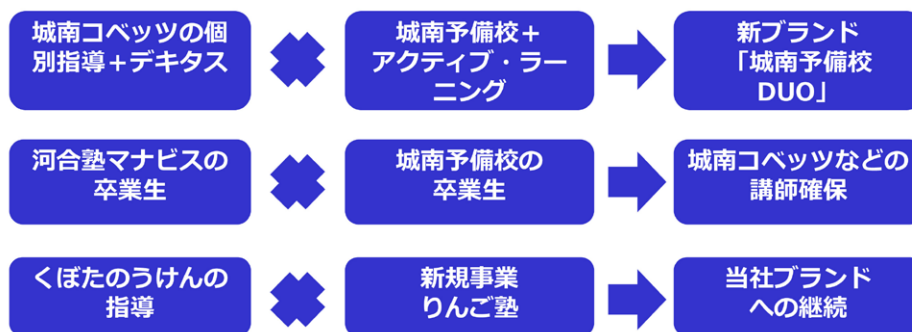 城南コベッツの個
別指導＋デキタス
城南予備校＋
アクティブ・ラー
ニング
新ブランド
「城南予備校
DUO」
河合塾マナビスの
卒業生
城南予備校の
卒業生
城南コベッツなどの
講師確保
くぼたのうけんの
指導
新規事業
りんご塾
当社ブランド
への継続